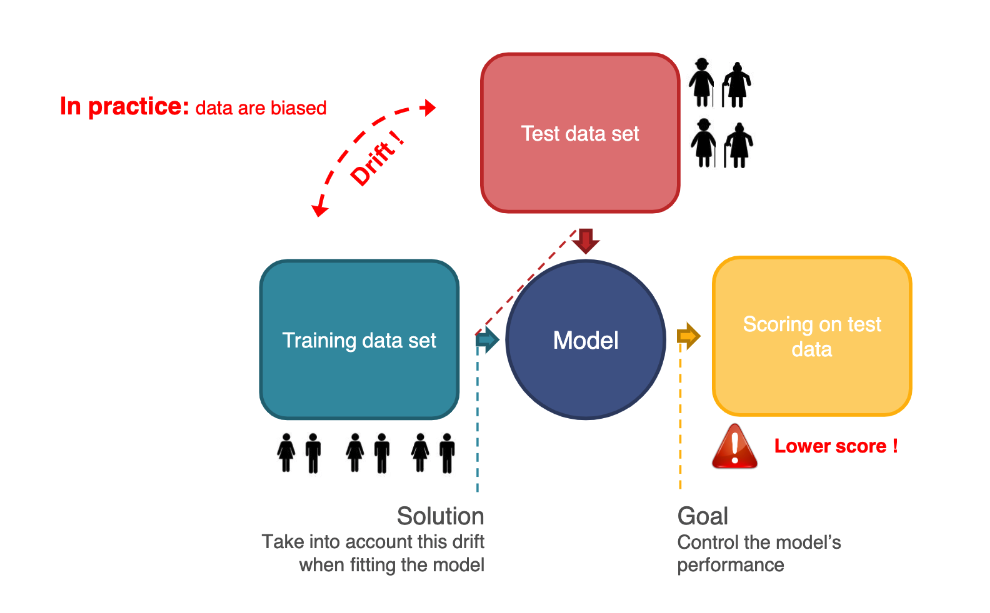 Test data set
In practice: data are biased
Drift !
Training data set
Model
Scoring on test
data
Lower score !
Solution
Take into account this drift
when fitting the model
Goal
Control the model's
performance